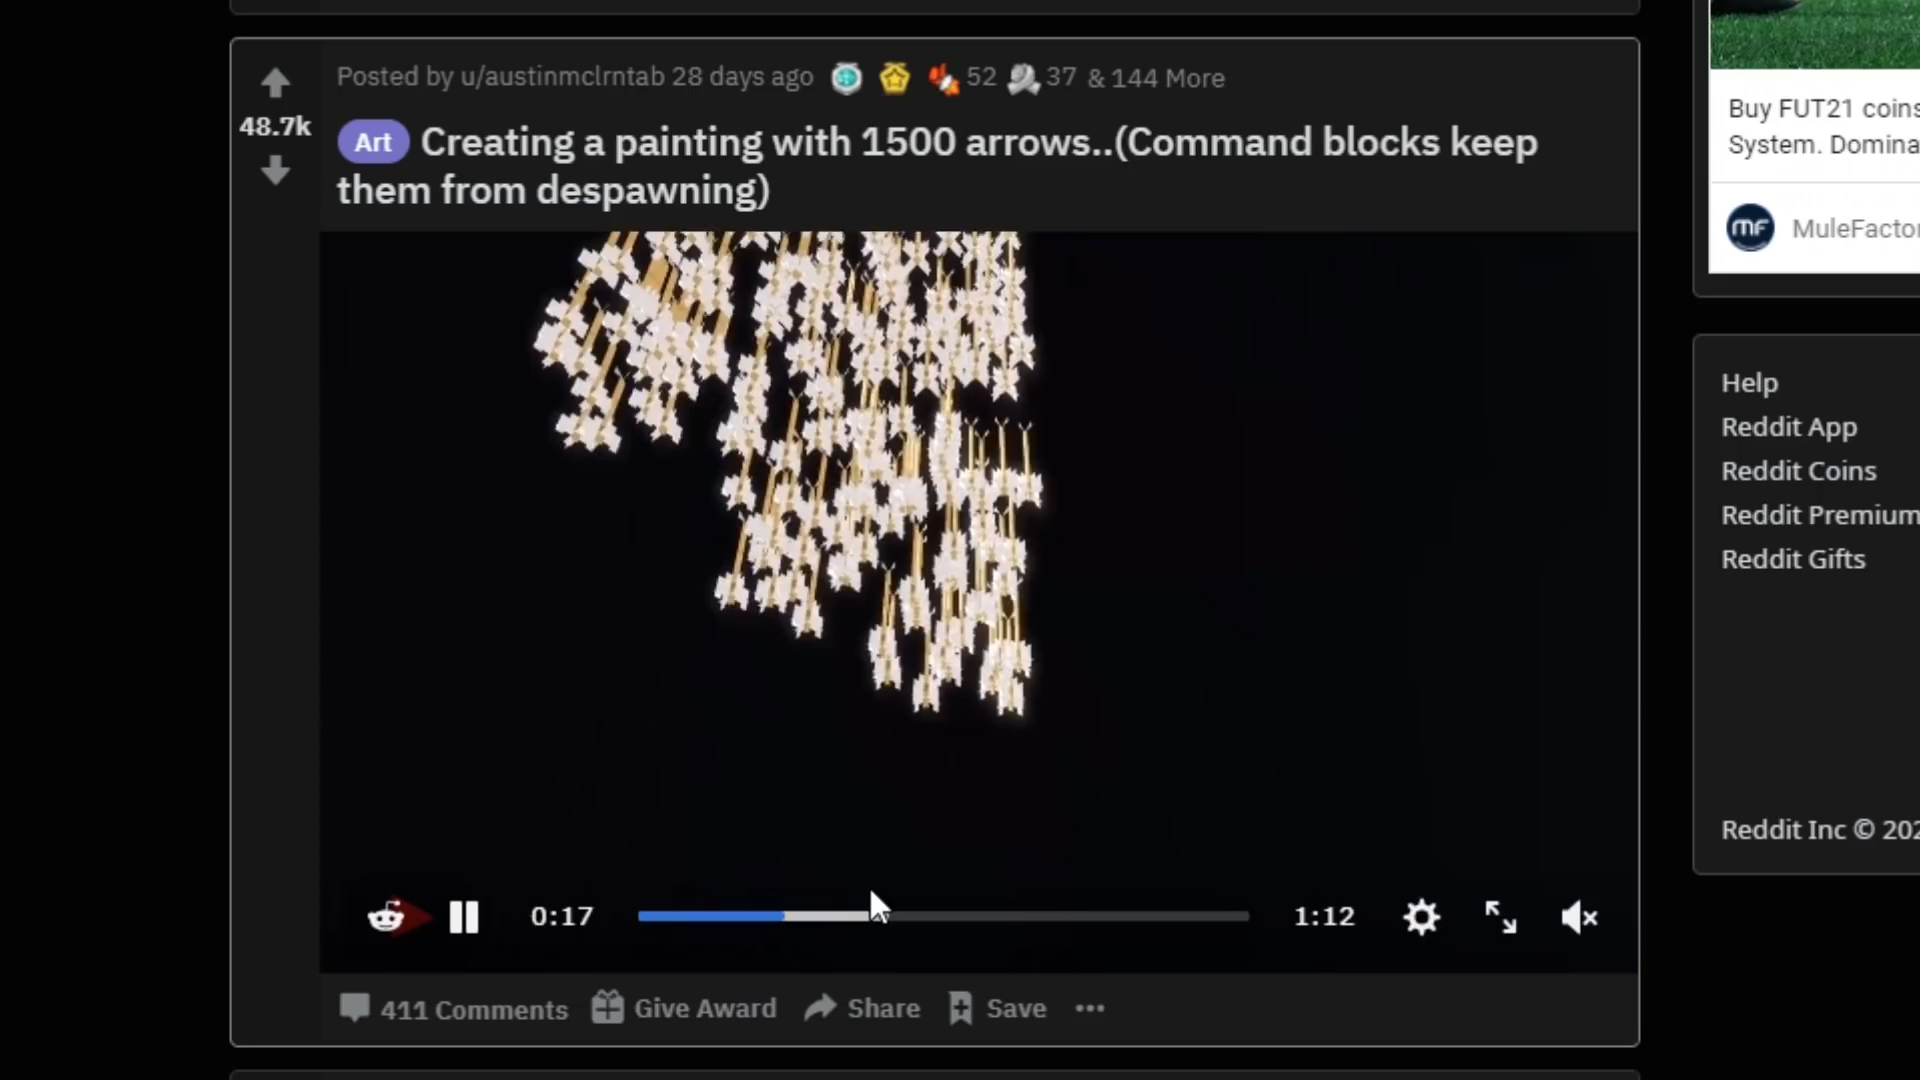 Posted by u/austinmclrntab 28 days ago 52 37 & 144 More
48.7k
Art Creating a painting with 1500 arrows..(Command blocks keep
them from despawning)
0:17 1:12
411 Comments Give Award Share Save
Buy FUT21 coins
System. Domina
MF MuleFactor
Help
Reddit App
Reddit Coins
Reddit Premium
Reddit Gifts
Reddit Inc © 202